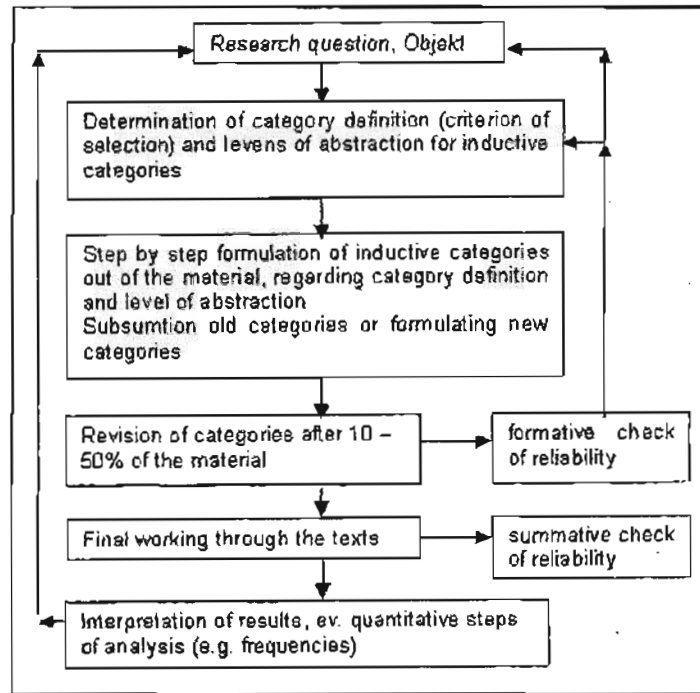 Research question, Objekt
Determination of category definition (criterion of
selection) and levens of abstraction for inductive
categories
Step by step formulation of inductive categories
out of the material, regarding category definition
and level of abstraction
Subsumtion old categories or formulating new
categories
Revision of categories after 10 –
50% of the material
formative check
of reliability
Final working through the texts
summative check
of reliability
Interpretation of results, ev. quantitative steps
of analysis (e.g. frequencies)